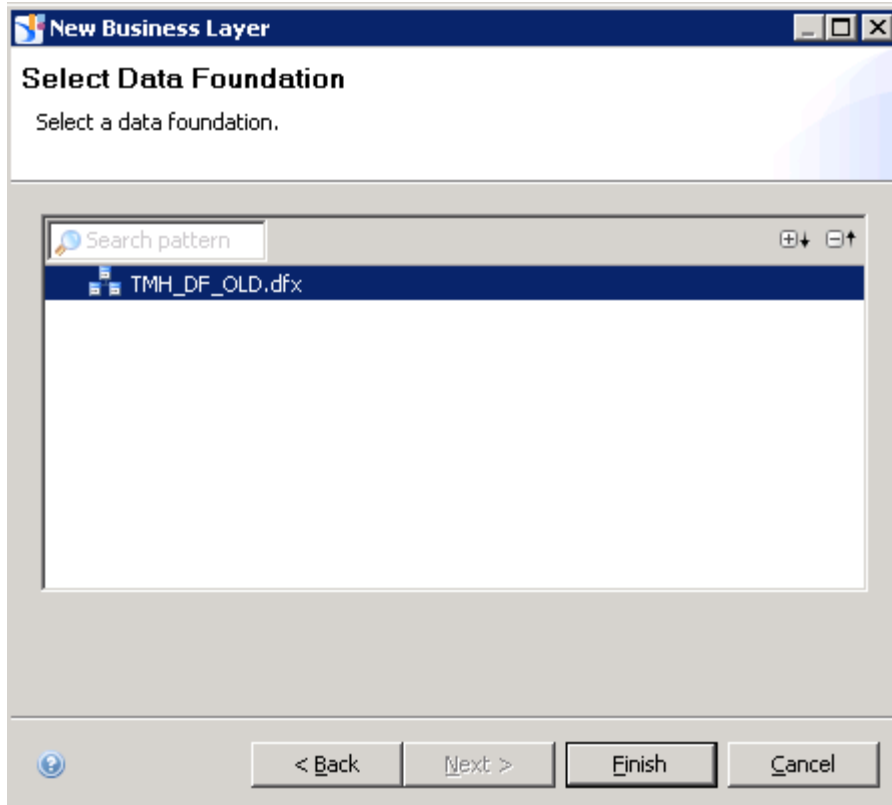 New Business Layer
Select Data Foundation
Select a data foundation.
Search pattern
TMH_DF_OLD.dfx
< Back Next > Finish Cancel